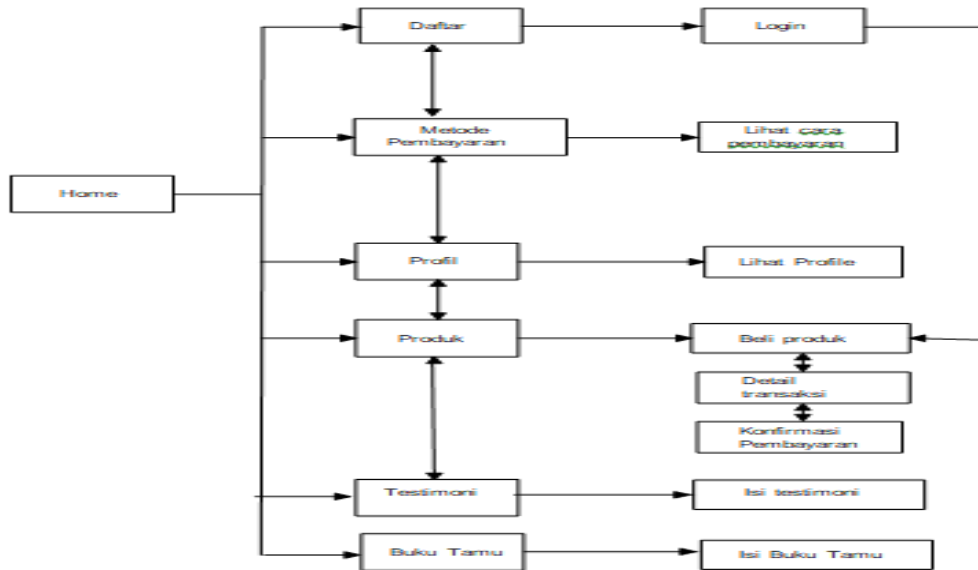 Daftar
Login
Metode
Pembayaran
Lihat cara
pembayaran
Home
Profil
Lihat Profile
Produk
Beli produk
Detail
transaksi
Konfirmasi
Pembayaran
Testimoni
Isi testimoni
Buku Tamu
Isi Buku Tamu